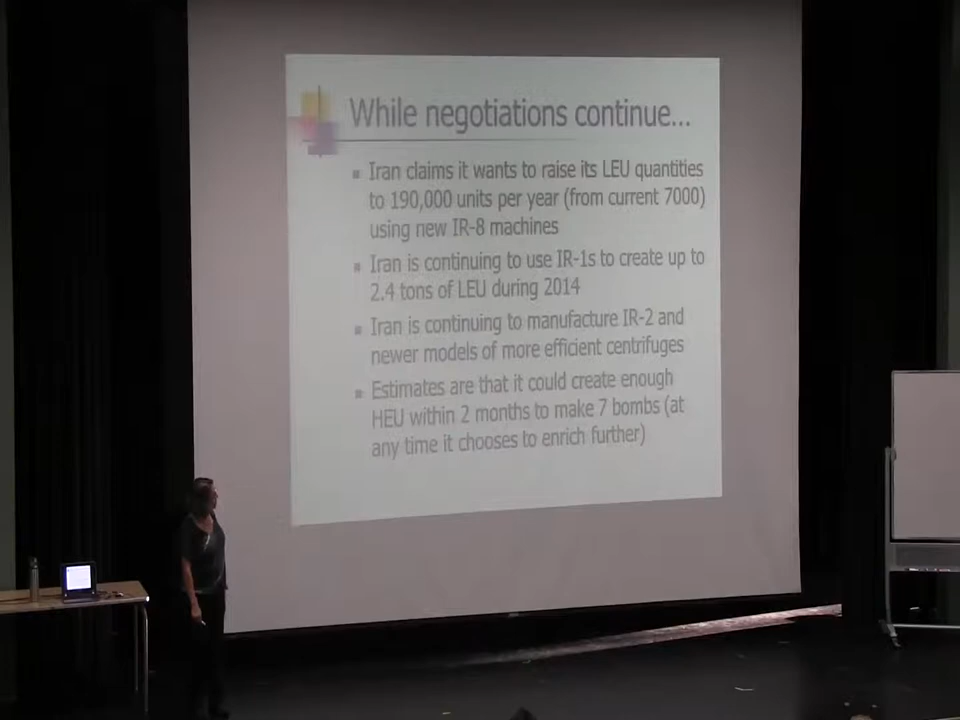 While negotiations continue...
Iran claims it wants to raise its LEU quantities
to 190,000 units per year (from current 7000)
using new IR-8 machines
Iran is continuing to use IR-1s to create up to
2.4 tons of LEU during 2014
Iran is continuing to manufacture IR-2 and
newer models of more efficient centrifuges
Estimates are that it could create enough
HEU within 2 months to make 7 bombs (at
any time it chooses to enrich further)